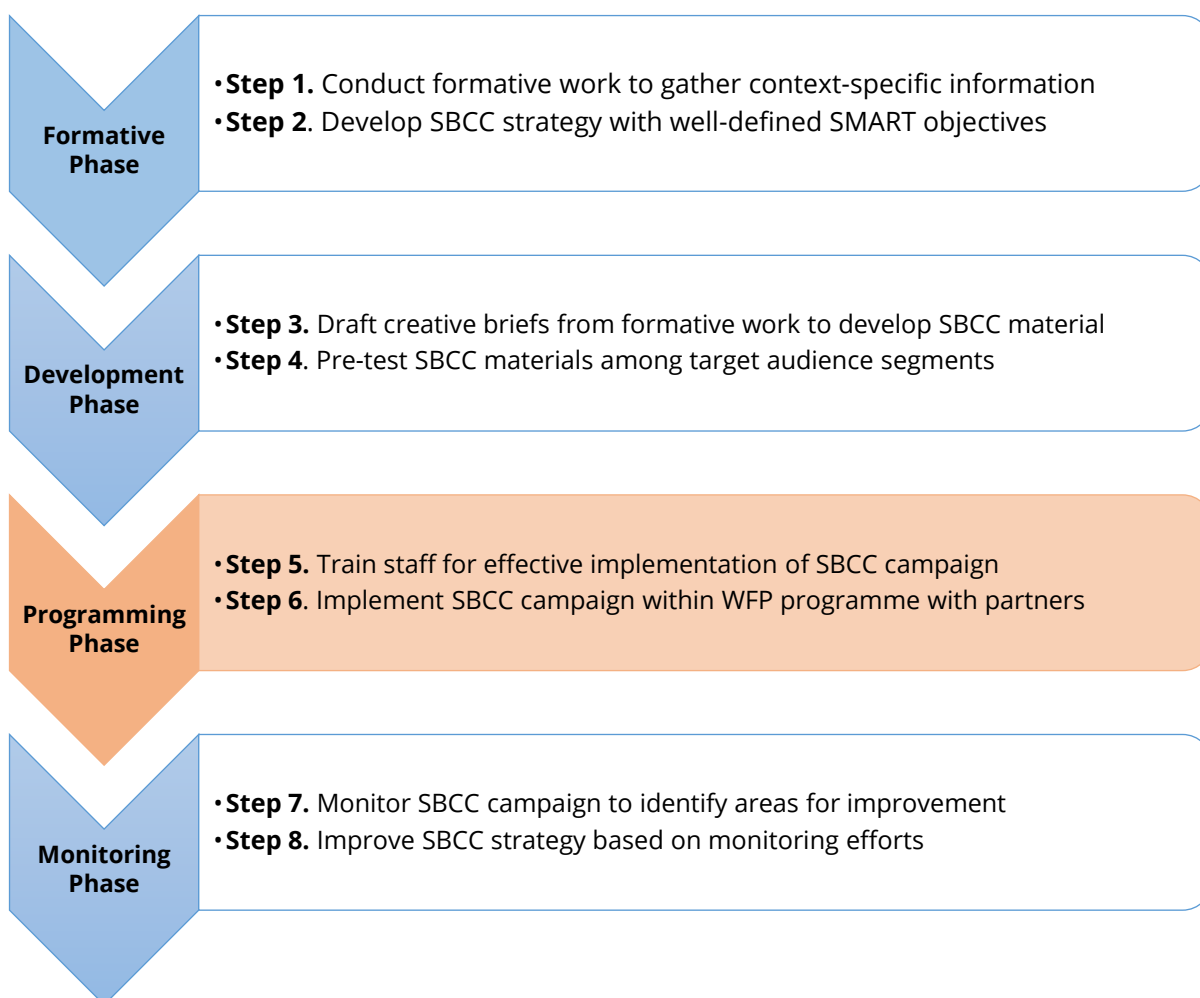 Formative
Phase
•Step 1. Conduct formative work to gather context-specific information
•Step 2. Develop SBCC strategy with well-defined SMART objectives
Development
Phase
•Step 3. Draft creative briefs from formative work to develop SBCC material
•Step 4. Pre-test SBCC materials among target audience segments
Programming
Phase
•Step 5. Train staff for effective implementation of SBCC campaign
•Step 6. Implement SBCC campaign within WFP programme with partners
Monitoring
Phase
•Step 7. Monitor SBCC campaign to identify areas for improvement
•Step 8. Improve SBCC strategy based on monitoring efforts